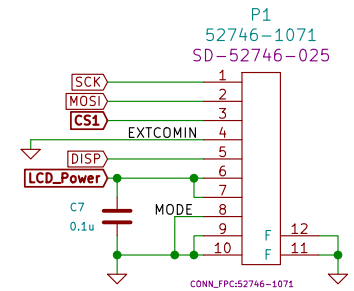 P1
52746-1071
SD-52746-025
SCK 1
MOSI 2
CS1 3
EXTCOMIN 4
DISP 5
LCD_Power 6
7
C7 MODE 8
0.1u 9 F 12
10 F 11
CONN_FPC:52746-1071